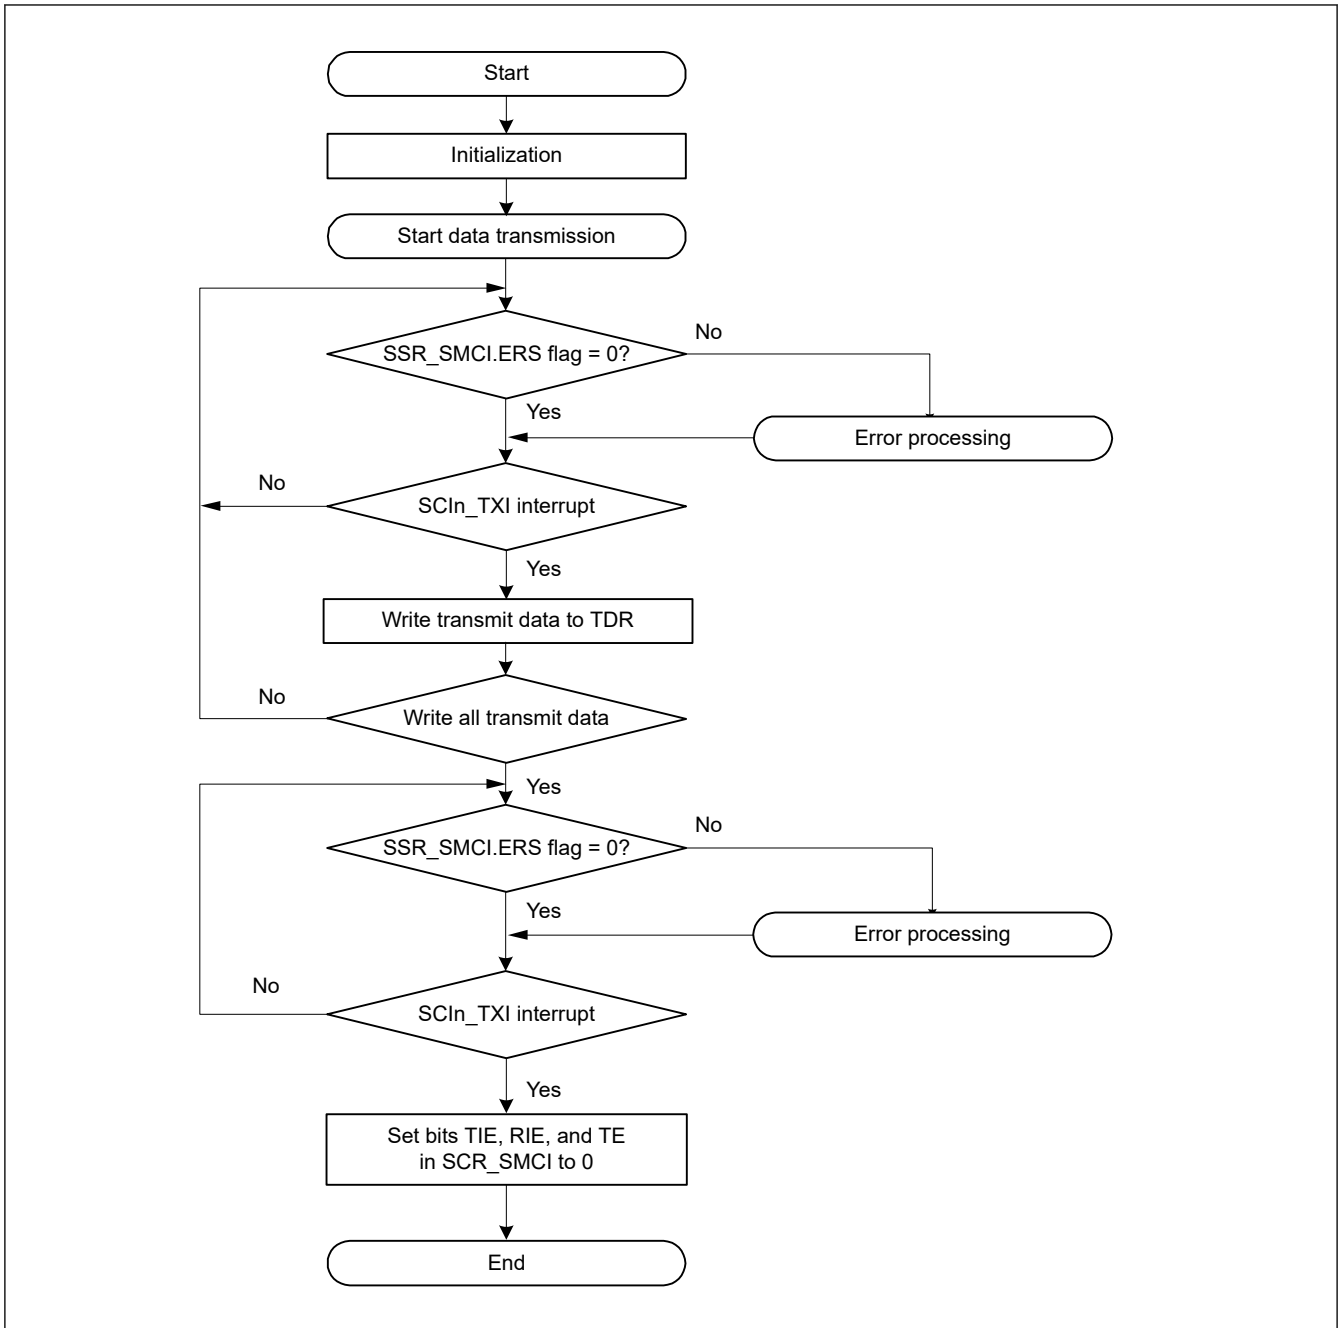 Start
Initialization
Start data transmission
No
SSR_SMCI.ERS flag = 0?
Yes
Error processing
No
SCIn_TXI interrupt
Yes
Write transmit data to TDR
No
Write all transmit data
Yes
No
SSR_SMCI.ERS flag = 0?
Yes
Error processing
No
SCIn_TXI interrupt
Yes
Set bits TIE, RIE, and TE
in SCR_SMCI to 0
End